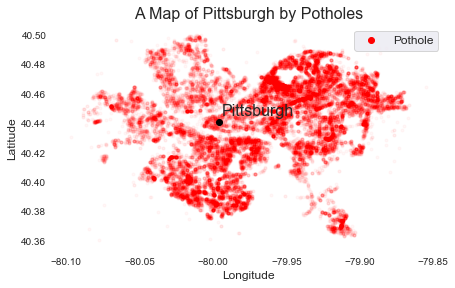 A Map of Pittsburgh by Potholes
Pothole
Pittsburgh
Latitude
40.50
40.48
40.46
40.44
40.42
40.40
40.38
40.36
−80.10
−80.05
−80.00
−79.95
−79.90
−79.85
Longitude